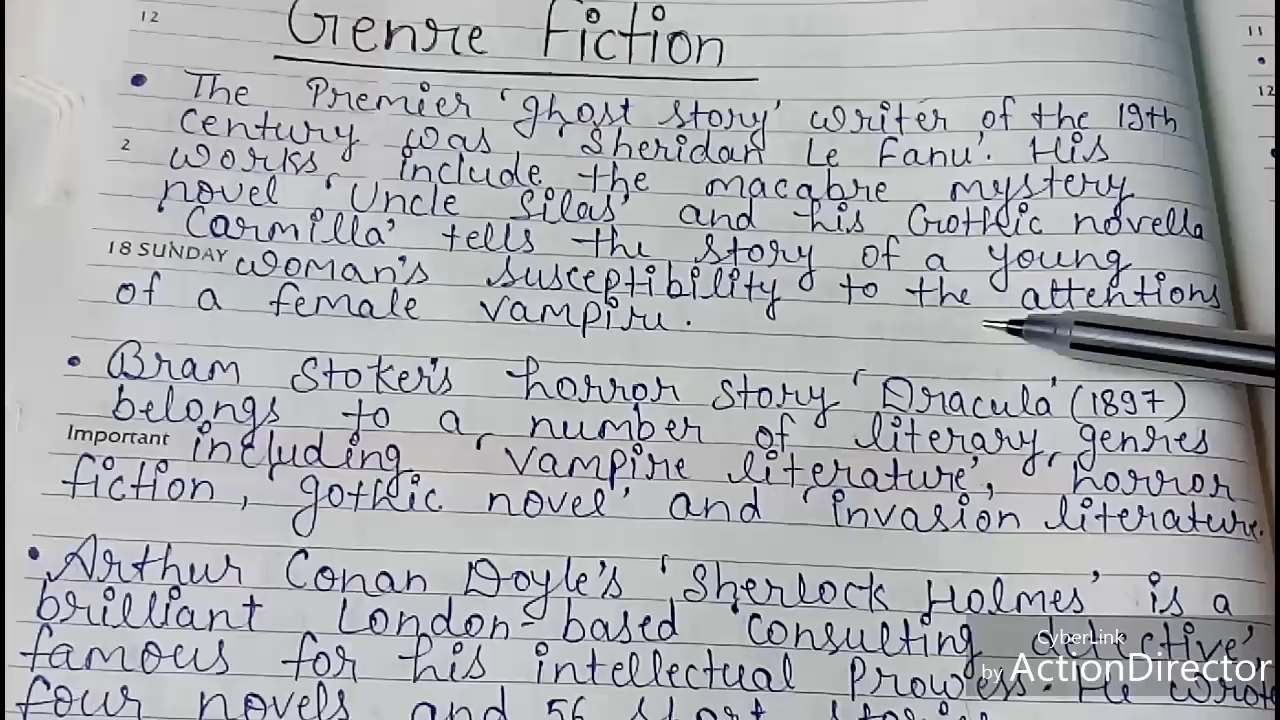 12
Genre Fiction
11
• The Premier 'ghost story' writer of the 19th
12
century was 'Sheridan Le Fanu'. His
2
works include the macabre mystery
novel 'Uncle Silas' and his Gothic novella
'Carmilla' tells the story of a young
18 SUNDAY woman's susceptibility to the attentions
of a female vampire.
• Bram Stoker's horror story 'Dracula' (1897)
belongs to a number of literary genres
Important including 'vampire literature', 'horror
fiction, 'gothic novel' and 'invasion literature.
• Arthur Conan Doyle's 'Sherlock Holmes' is a
brilliant London-based 'consulting detective'
famous for his intellectual Prowess. He wrote
four novels and 56 short stories
CyberLink
by ActionDirector